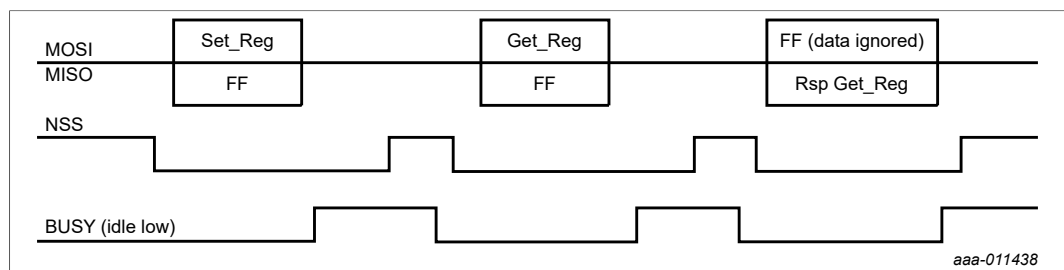 MOSI
MISO
Set_Reg
FF
Get_Reg
FF
FF (data ignored)
Rsp Get_Reg
NSS
BUSY (idle low)
aaa-011438